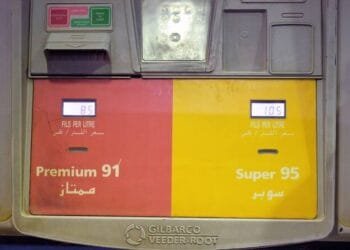 85
105
FILS PER LITRE
FILS PER LITRE
سعر اللتر / فلس
سعر اللتر / فلس
Premium 91
ممتاز
Super 95
سوبر
GILBARCO
VEEDER-ROOT